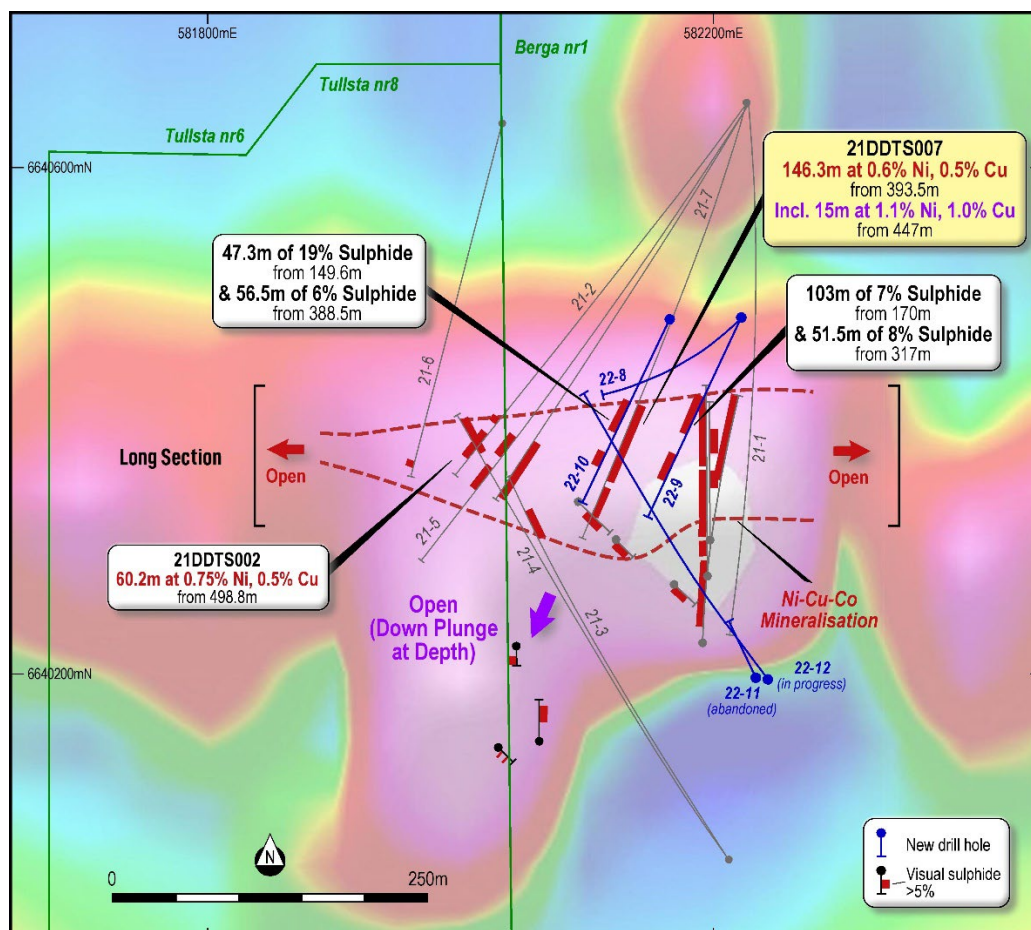 581800mE
582200mE
Berga nr1
Tullsta nr8
Tullsta nr6
6640600mN
21DDTS007
146.3m at 0.6% Ni, 0.5% Cu
from 393.5m
Incl. 15m at 1.1% Ni, 1.0% Cu
from 447m
21-7
47.3m of 19% Sulphide
from 149.6m
& 56.5m of 6% Sulphide
from 388.5m
21-2
103m of 7% Sulphide
from 170m
& 51.5m of 8% Sulphide
from 317m
21-6
22-8
21-1
Long Section
Open
Open
22-10
22-9
21-5
21-4
21-3
21DDTS002
60.2m at 0.75% Ni, 0.5% Cu
from 498.8m
Open
(Down Plunge
at Depth)
Ni-Cu-Co
Mineralisation
6640200mN
22-12
(in progress)
22-11
(abandoned)
N
0
250m
New drill hole
Visual sulphide
>5%